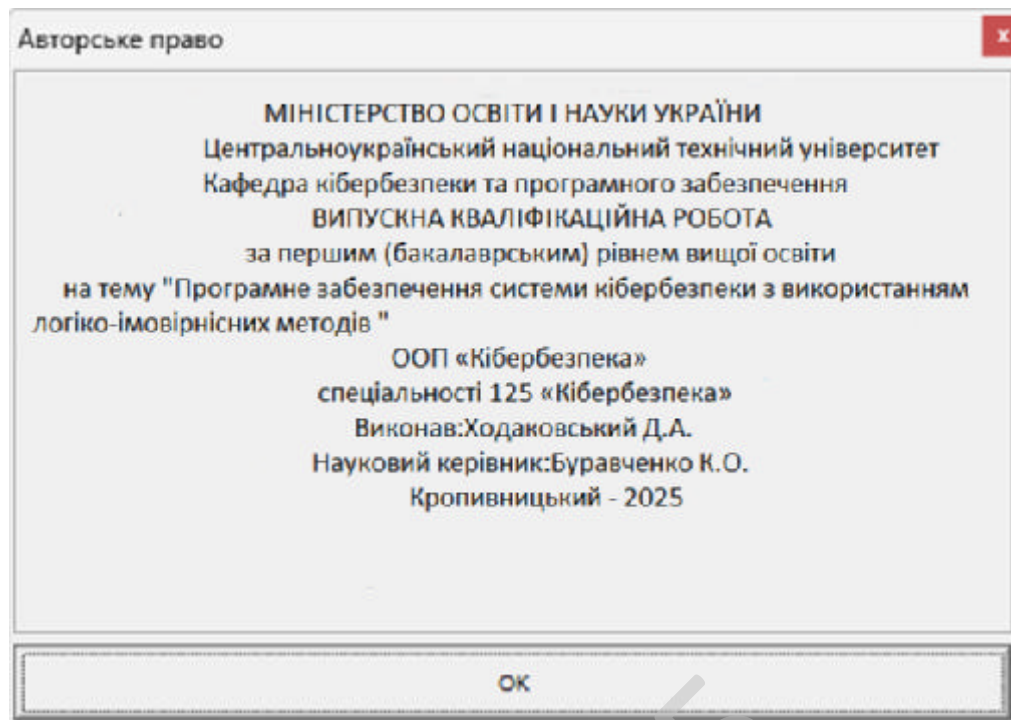 Авторське право
x
МІНІСТЕРСТВО ОСВІТИ І НАУКИ УКРАЇНИ
Центральноукраїнський національний технічний університет
Кафедра кібербезпеки та програмного забезпечення
ВИПУСКНА КВАЛІФІКАЦІЙНА РОБОТА
за першим (бакалаврським) рівнем вищої освіти
на тему "Програмне забезпечення системи кібербезпеки з використанням
логіко-імовірнісних методів "
ООП «Кібербезпека»
спеціальності 125 «Кібербезпека»
Виконав:Ходаковський Д.А.
Науковий керівник:Буравченко К.О.
Кропивницький - 2025
ОК